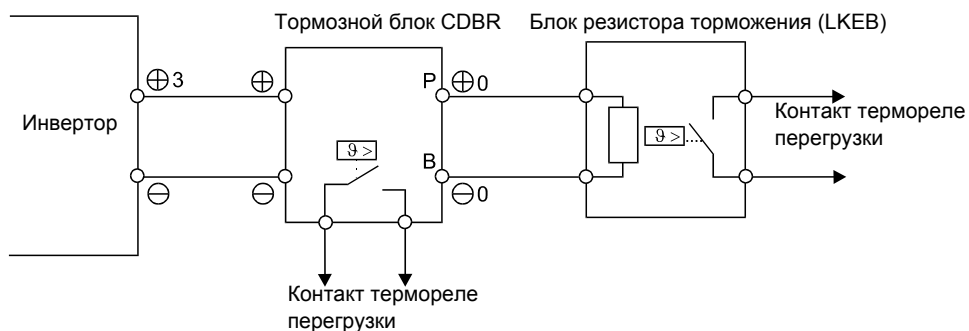 Тормозной блок CDBR
Блок резистора торможения (LKEB)
Инвертор
⊕3
⊕
P
⊕0
ϑ >
ϑ >
Контакт термореле
перегрузки
⊖
⊖
B
⊖0
Контакт термореле
перегрузки